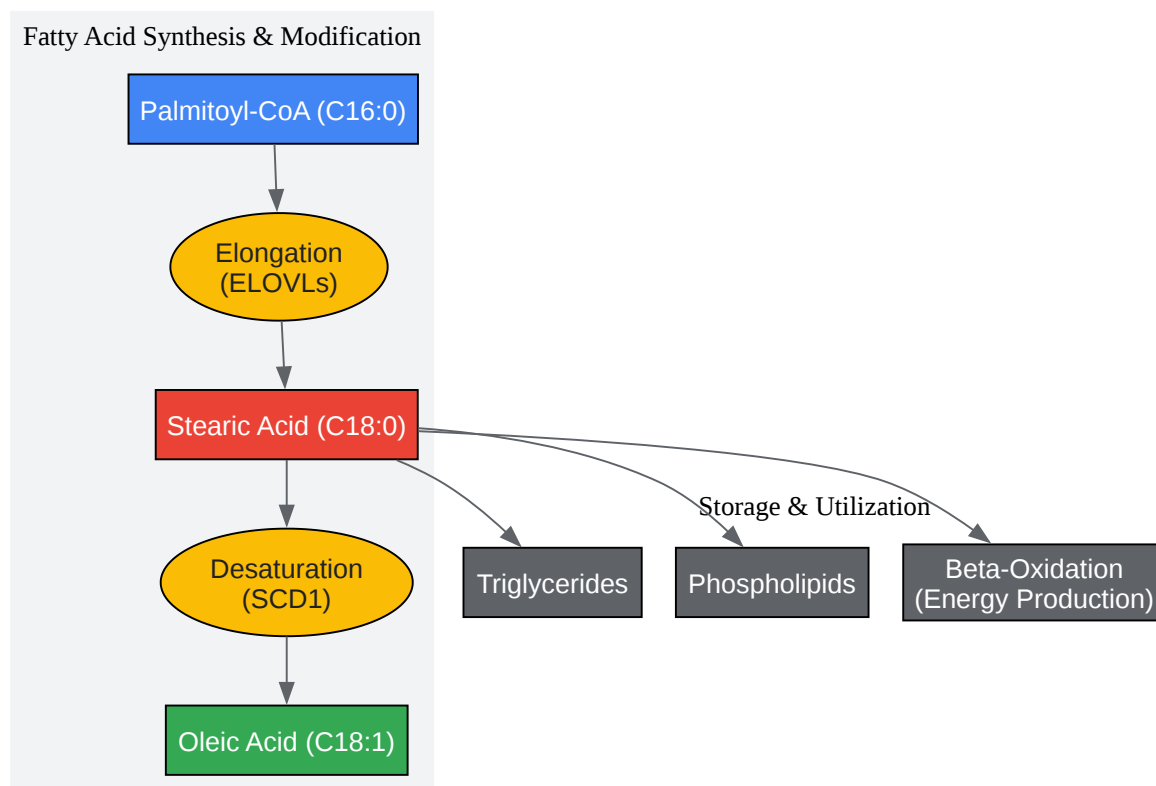 Fatty Acid Synthesis & Modification
Palmitoyl-CoA (C16:0)
Elongation
(ELOVLs)
Stearic Acid (C18:0)
Desaturation
(SCD1)
Oleic Acid (C18:1)
Storage & Utilization
Triglycerides
Phospholipids
Beta-Oxidation
(Energy Production)